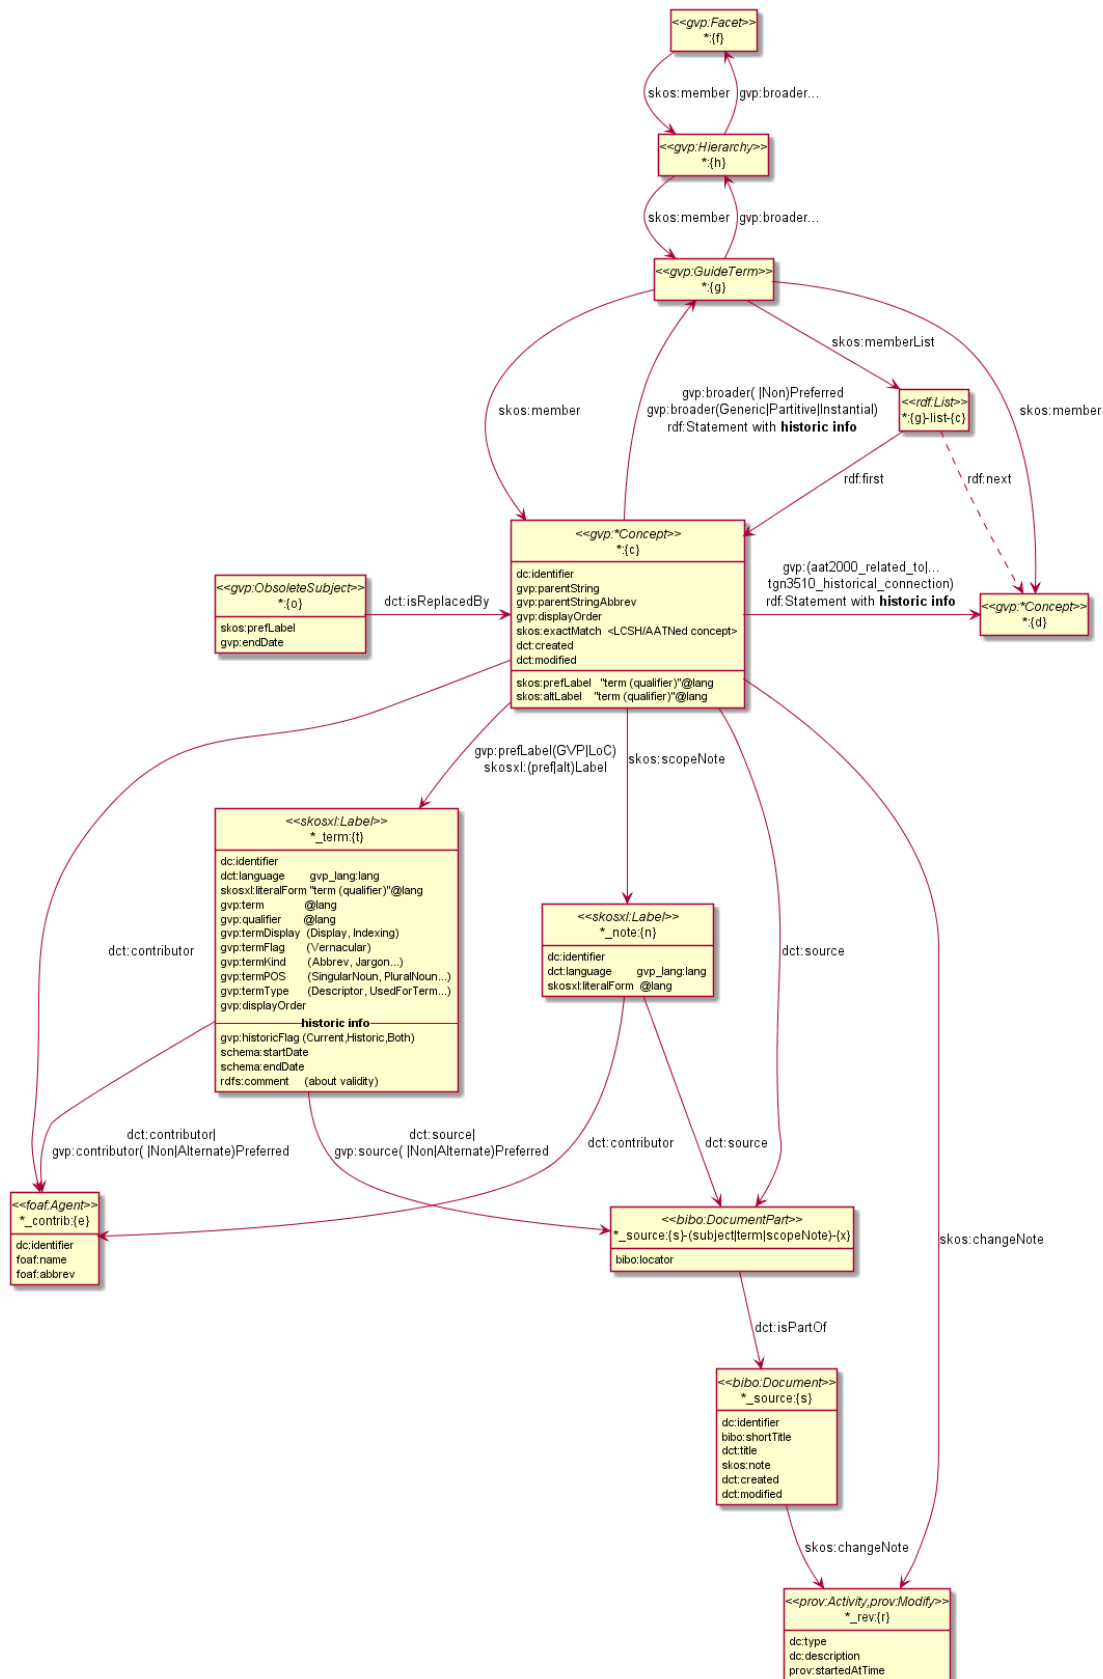 <<gvp:Facet>>
*:{f}
skos:member
gvp:broader...
<<gvp:Hierarchy>>
*:{h}
skos:member
gvp:broader...
<<gvp:GuideTerm>>
*:{g}
skos:memberList
gvp:broader( |Non)Preferred
gvp:broader(Generic|Partitive|Instantial)
rdf:Statement with historic info
skos:member
<<rdf:List>>
*:{g}-list-{c}
skos:member
rdf:first
rdf:next
<<gvp:*Concept>>
*:{c}
dc:identifier
gvp:parentString
gvp:parentStringAbbrev
gvp:displayOrder
skos:exactMatch <LCSH/AATNed concept>
dct:created
dct:modified
skos:prefLabel "term (qualifier)"@lang
skos:altLabel "term (qualifier)"@lang
<<gvp:ObsoleteSubject>>
*:{o}
skos:prefLabel
gvp:endDate
dct:isReplacedBy
gvp:(aat2000_related_to|...
tgn3510_historical_connection)
rdf:Statement with historic info
<<gvp:*Concept>>
*:{d}
gvp:prefLabel(GVP|LoC)
skosxl:(pref|alt)Label
skos:scopeNote
<<skosxl:Label>>
*_term:{t}
dc:identifier
dct:language gvp_lang:lang
skosxl:literalForm "term (qualifier)"@lang
gvp:term @lang
gvp:qualifier @lang
gvp:termDisplay (Display, Indexing)
gvp:termFlag (Vernacular)
gvp:termKind (Abbrev, Jargon...)
gvp:termPOS (SingularNoun, PluralNoun...)
gvp:termType (Descriptor, UsedForTerm...)
gvp:displayOrder
historic info
gvp:historicFlag (Current,Historic,Both)
schema:startDate
schema:endDate
rdfs:comment (about validity)
dct:contributor
<<skosxl:Label>>
*_note:{n}
dc:identifier
dct:language gvp_lang:lang
skosxl:literalForm @lang
dct:source
dct:contributor|
gvp:contributor( |Non|Alternate)Preferred
dct:source|
gvp:source( |Non|Alternate)Preferred
dct:contributor
dct:source
<<foaf:Agent>>
*_contrib:{e}
dc:identifier
foaf:name
foaf:abbrev
<<bibo:DocumentPart>>
*_source:{s}-(subject|term|scopeNote)-{x}
bibo:locator
skos:changeNote
dct:isPartOf
<<bibo:Document>>
*_source:{s}
dc:identifier
bibo:shortTitle
dct:title
skos:note
dct:created
dct:modified
skos:changeNote
<<prov:Activity,prov:Modify>>
*_rev:{r}
dc:type
dc:description
prov:startedAtTime